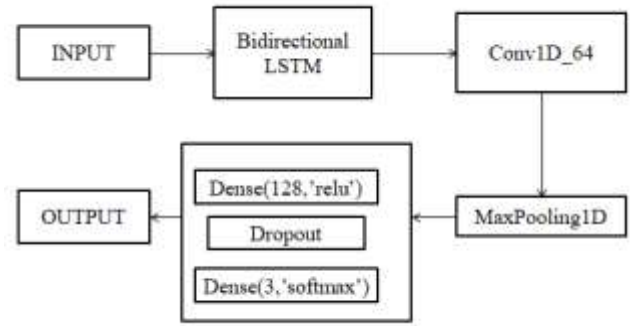 INPUT
Bidirectional
LSTM
Conv1D_64
MaxPooling1D
Dense(128,'relu')
Dropout
Dense(3,'softmax')
OUTPUT